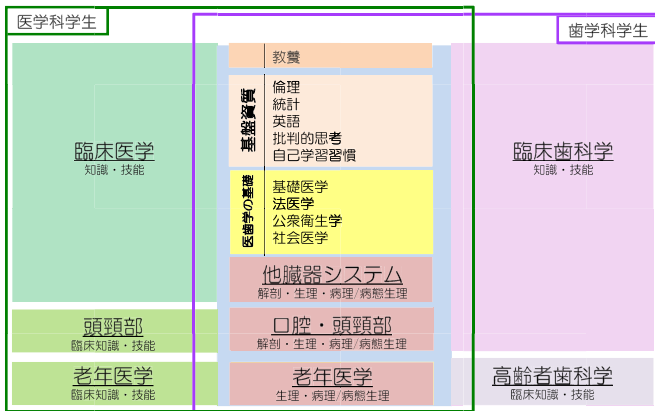 医学科学生
歯学科学生
教養
基盤資質
倫理
統計
英語
批判的思考
自己学習習慣
医歯学の基礎
基礎医学
法医学
公衆衛生学
社会医学
臨床医学
知識・技能
臨床歯科学
知識・技能
他臓器システム
解剖・生理・病理/病態生理
頭頸部
臨床知識・技能
口腔・頭頸部
解剖・生理・病理/病態生理
老年医学
臨床知識・技能
老年医学
生理・病理/病態生理
高齢者歯科学
臨床知識・技能